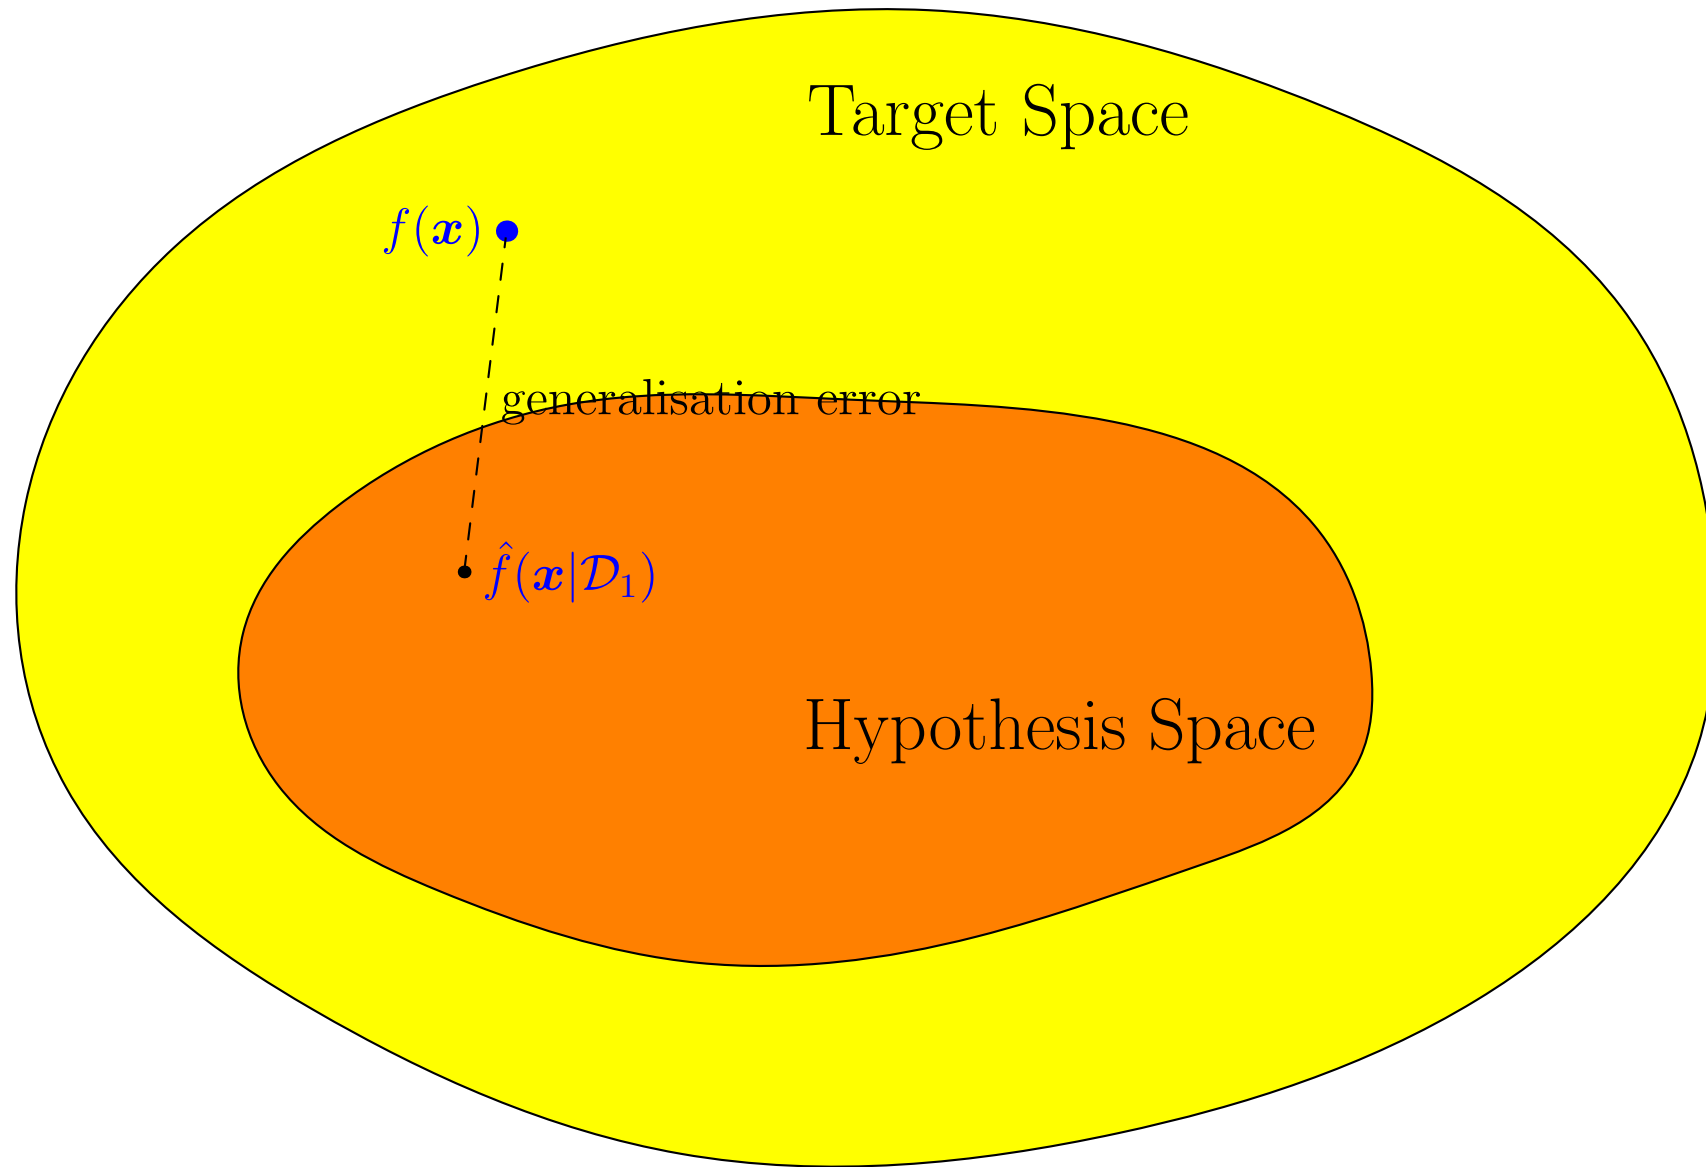 Target Space
f(x)
generalisation error
f̂(x|𝒟₁)
Hypothesis Space